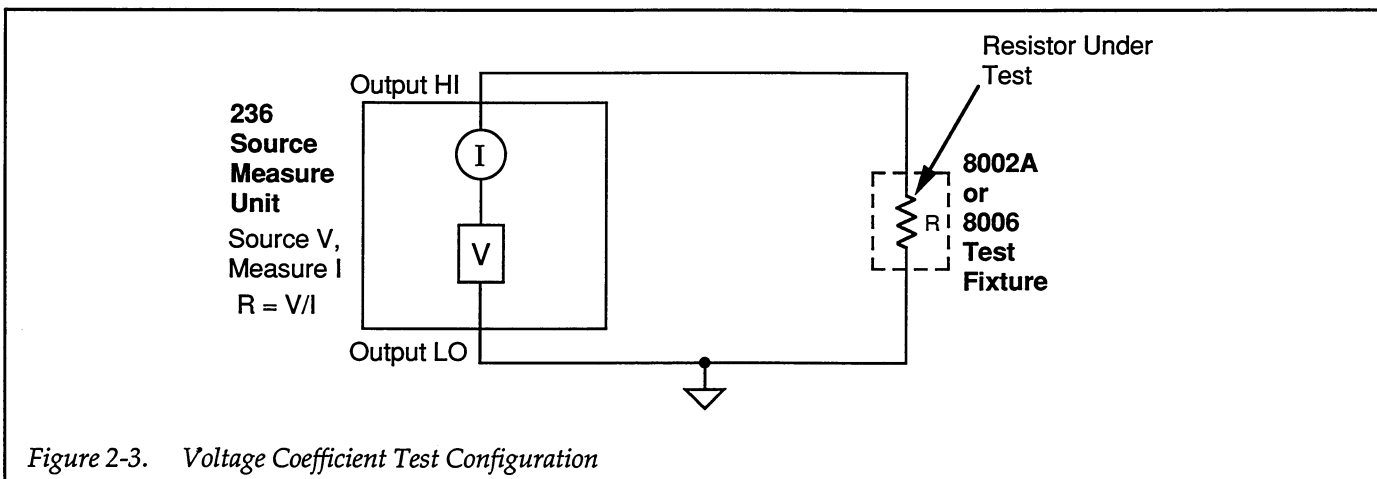 Resistor Under
Test
Output HI
236
Source
Measure
Unit
Source V,
Measure I
R = V/I
I
V
Output LO
R
8002A
or
8006
Test
Fixture
Figure 2-3. Voltage Coefficient Test Configuration